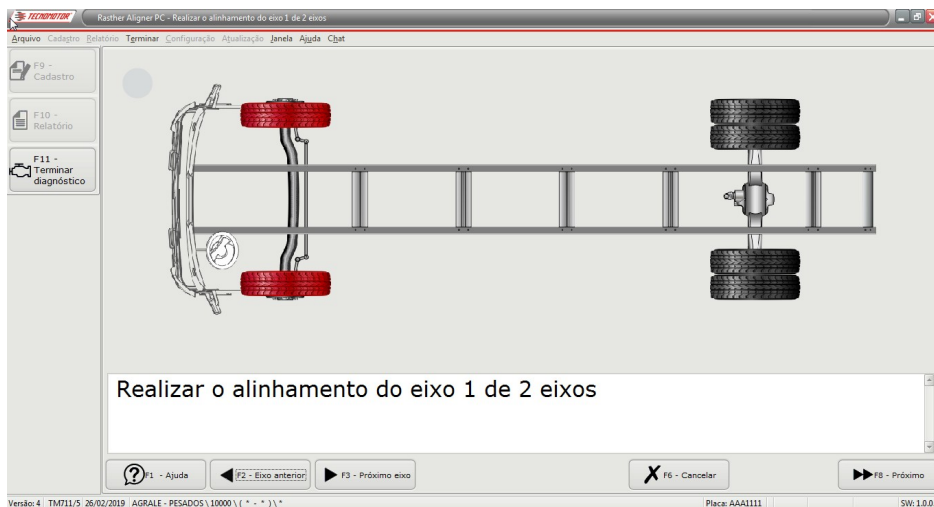 TECNOMOTOR
Rasther Aligner PC - Realizar o alinhamento do eixo 1 de 2 eixos
Arquivo Cadastro Relatório Terminar Configuração Atualização Janela Ajuda Chat
F9 -
Cadastro
F10 -
Relatório
F11 -
Terminar
diagnóstico
Realizar o alinhamento do eixo 1 de 2 eixos
F1 - Ajuda
F2 - Eixo anterior
F3 - Próximo eixo
F6 - Cancelar
F8 - Próximo
Versão: 4 TM711/5 26/02/2019 AGRALE - PESADOS \ 10000 \ ( * - * ) \ * Placa: AAA1111 SW: 1.0.0